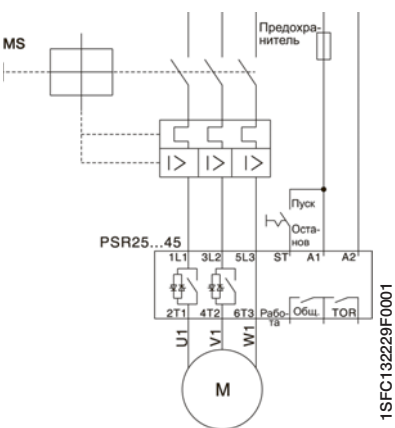 Предохра-
нитель
MS
I> I> I>
Пуск
Оста-
нов
PSR25...45
1L1 3L2 5L3 ST A1 A2
2T1 4T2 6T3 Рабо-
та Общ. TOR
U1 V1 W1
M
1SFC132229F0001